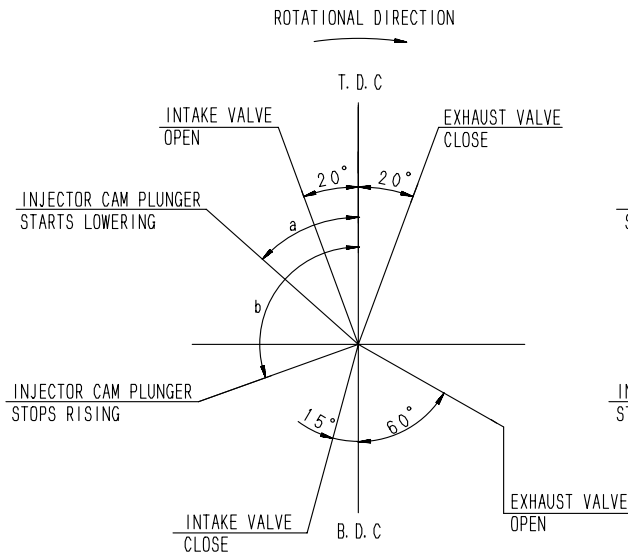 ROTATIONAL DIRECTION
T. D. C
INTAKE VALVE
OPEN
EXHAUST VALVE
CLOSE
20°
20°
INJECTOR CAM PLUNGER
STARTS LOWERING
a
b
INJECTOR CAM PLUNGER
STOPS RISING
15°
60°
INTAKE VALVE
CLOSE
B. D. C
EXHAUST VALVE
OPEN